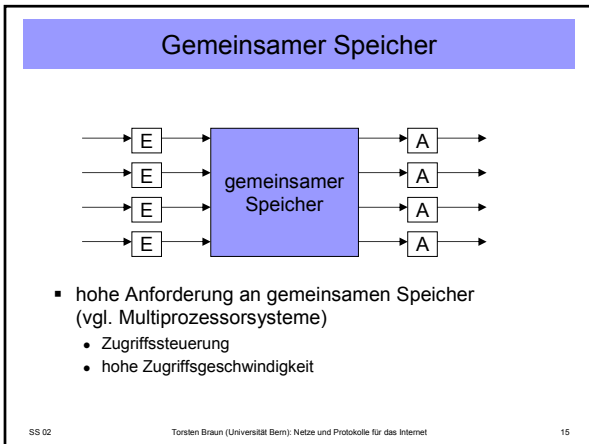 Gemeinsamer Speicher
E A
E A
E A
E A
gemeinsamer
Speicher
▪ hohe Anforderung an gemeinsamen Speicher
(vgl. Multiprozessorsysteme)
• Zugriffssteuerung
• hohe Zugriffsgeschwindigkeit
SS 02 Torsten Braun (Universität Bern): Netze und Protokolle für das Internet 15